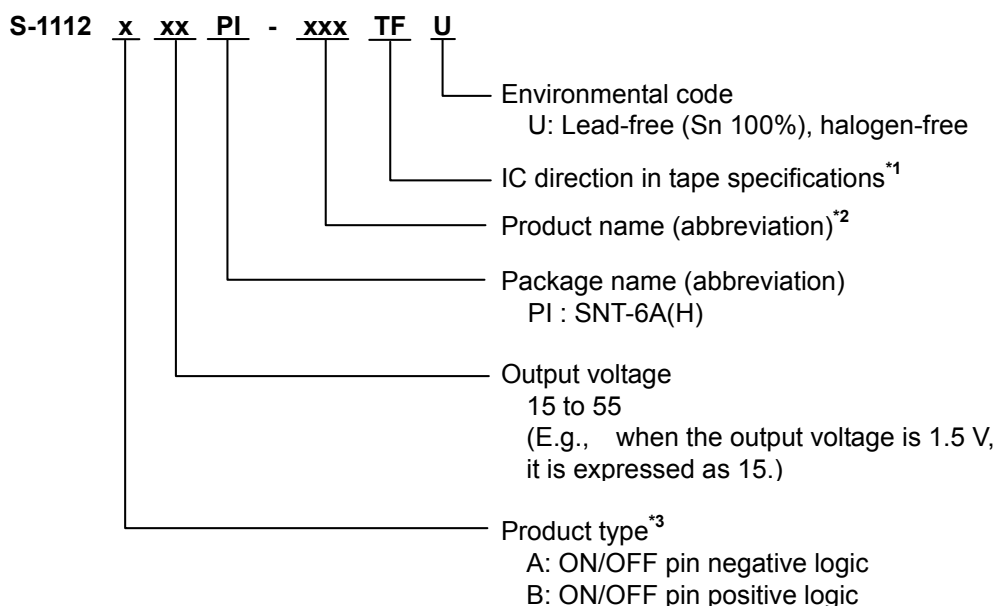 S-1112 x xx PI - xxx TF U
Environmental code
U: Lead-free (Sn 100%), halogen-free
IC direction in tape specifications*1
Product name (abbreviation)*2
Package name (abbreviation)
PI : SNT-6A(H)
Output voltage
15 to 55
(E.g., when the output voltage is 1.5 V,
it is expressed as 15.)
Product type*3
A: ON/OFF pin negative logic
B: ON/OFF pin positive logic